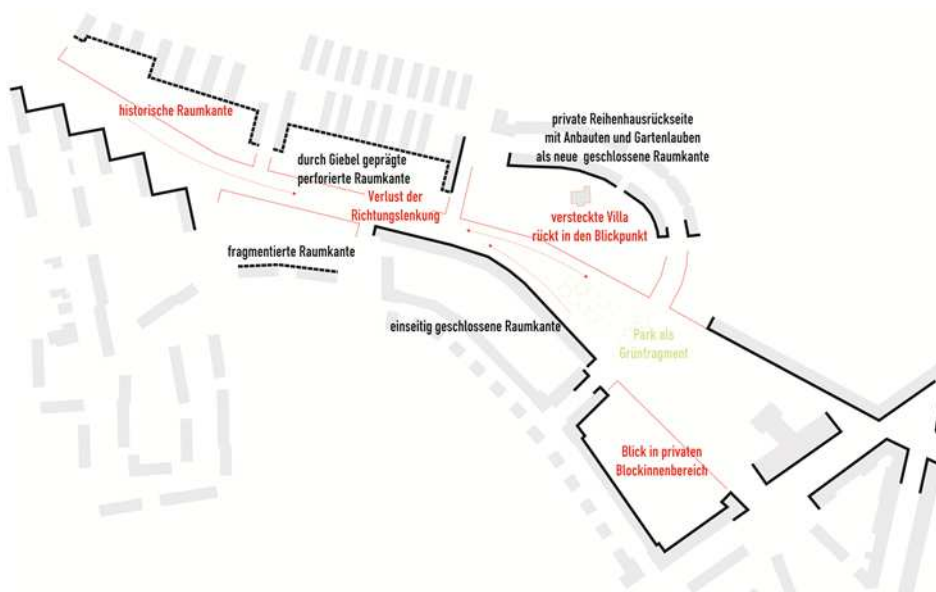 historische Raumkante
durch Giebel geprägte
perforierte Raumkante
Verlust der
Richtungslenkung
private Reihenhausrückseite
mit Anbauten und Gartenlauben
als neue geschlossene Raumkante
versteckte Villa
rückt in den Blickpunkt
fragmentierte Raumkante
einseitig geschlossene Raumkante
Park als
Grünfragment
Blick in privaten
Blockinnenbereich